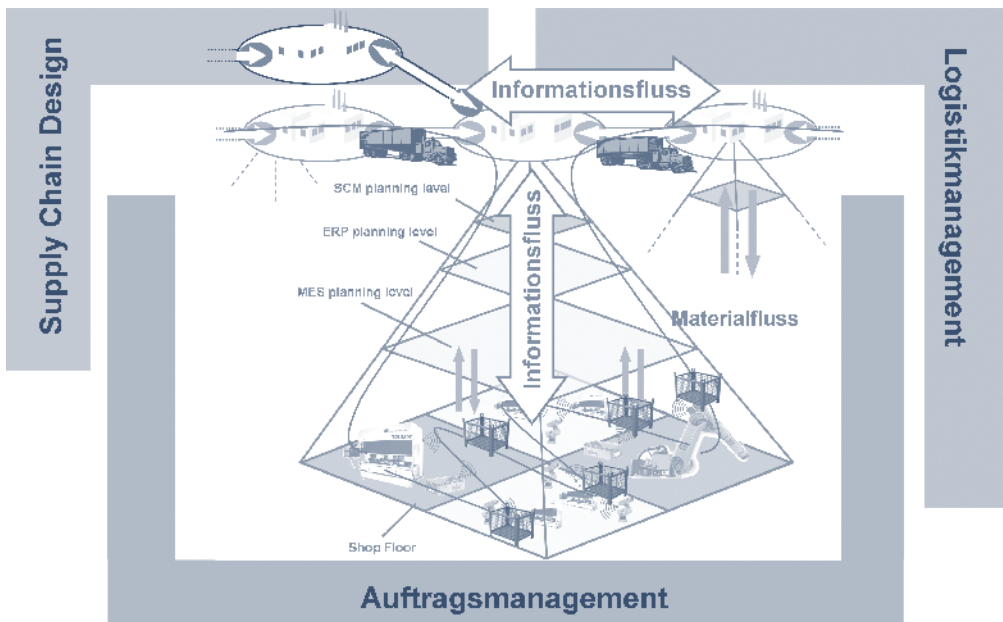 Supply Chain Design
Informationsfluss
Logistikmanagement
SCM planning level
ERP planning level
MES planning level
Informationsfluss
Materialfluss
Shop Floor
Auftragsmanagement